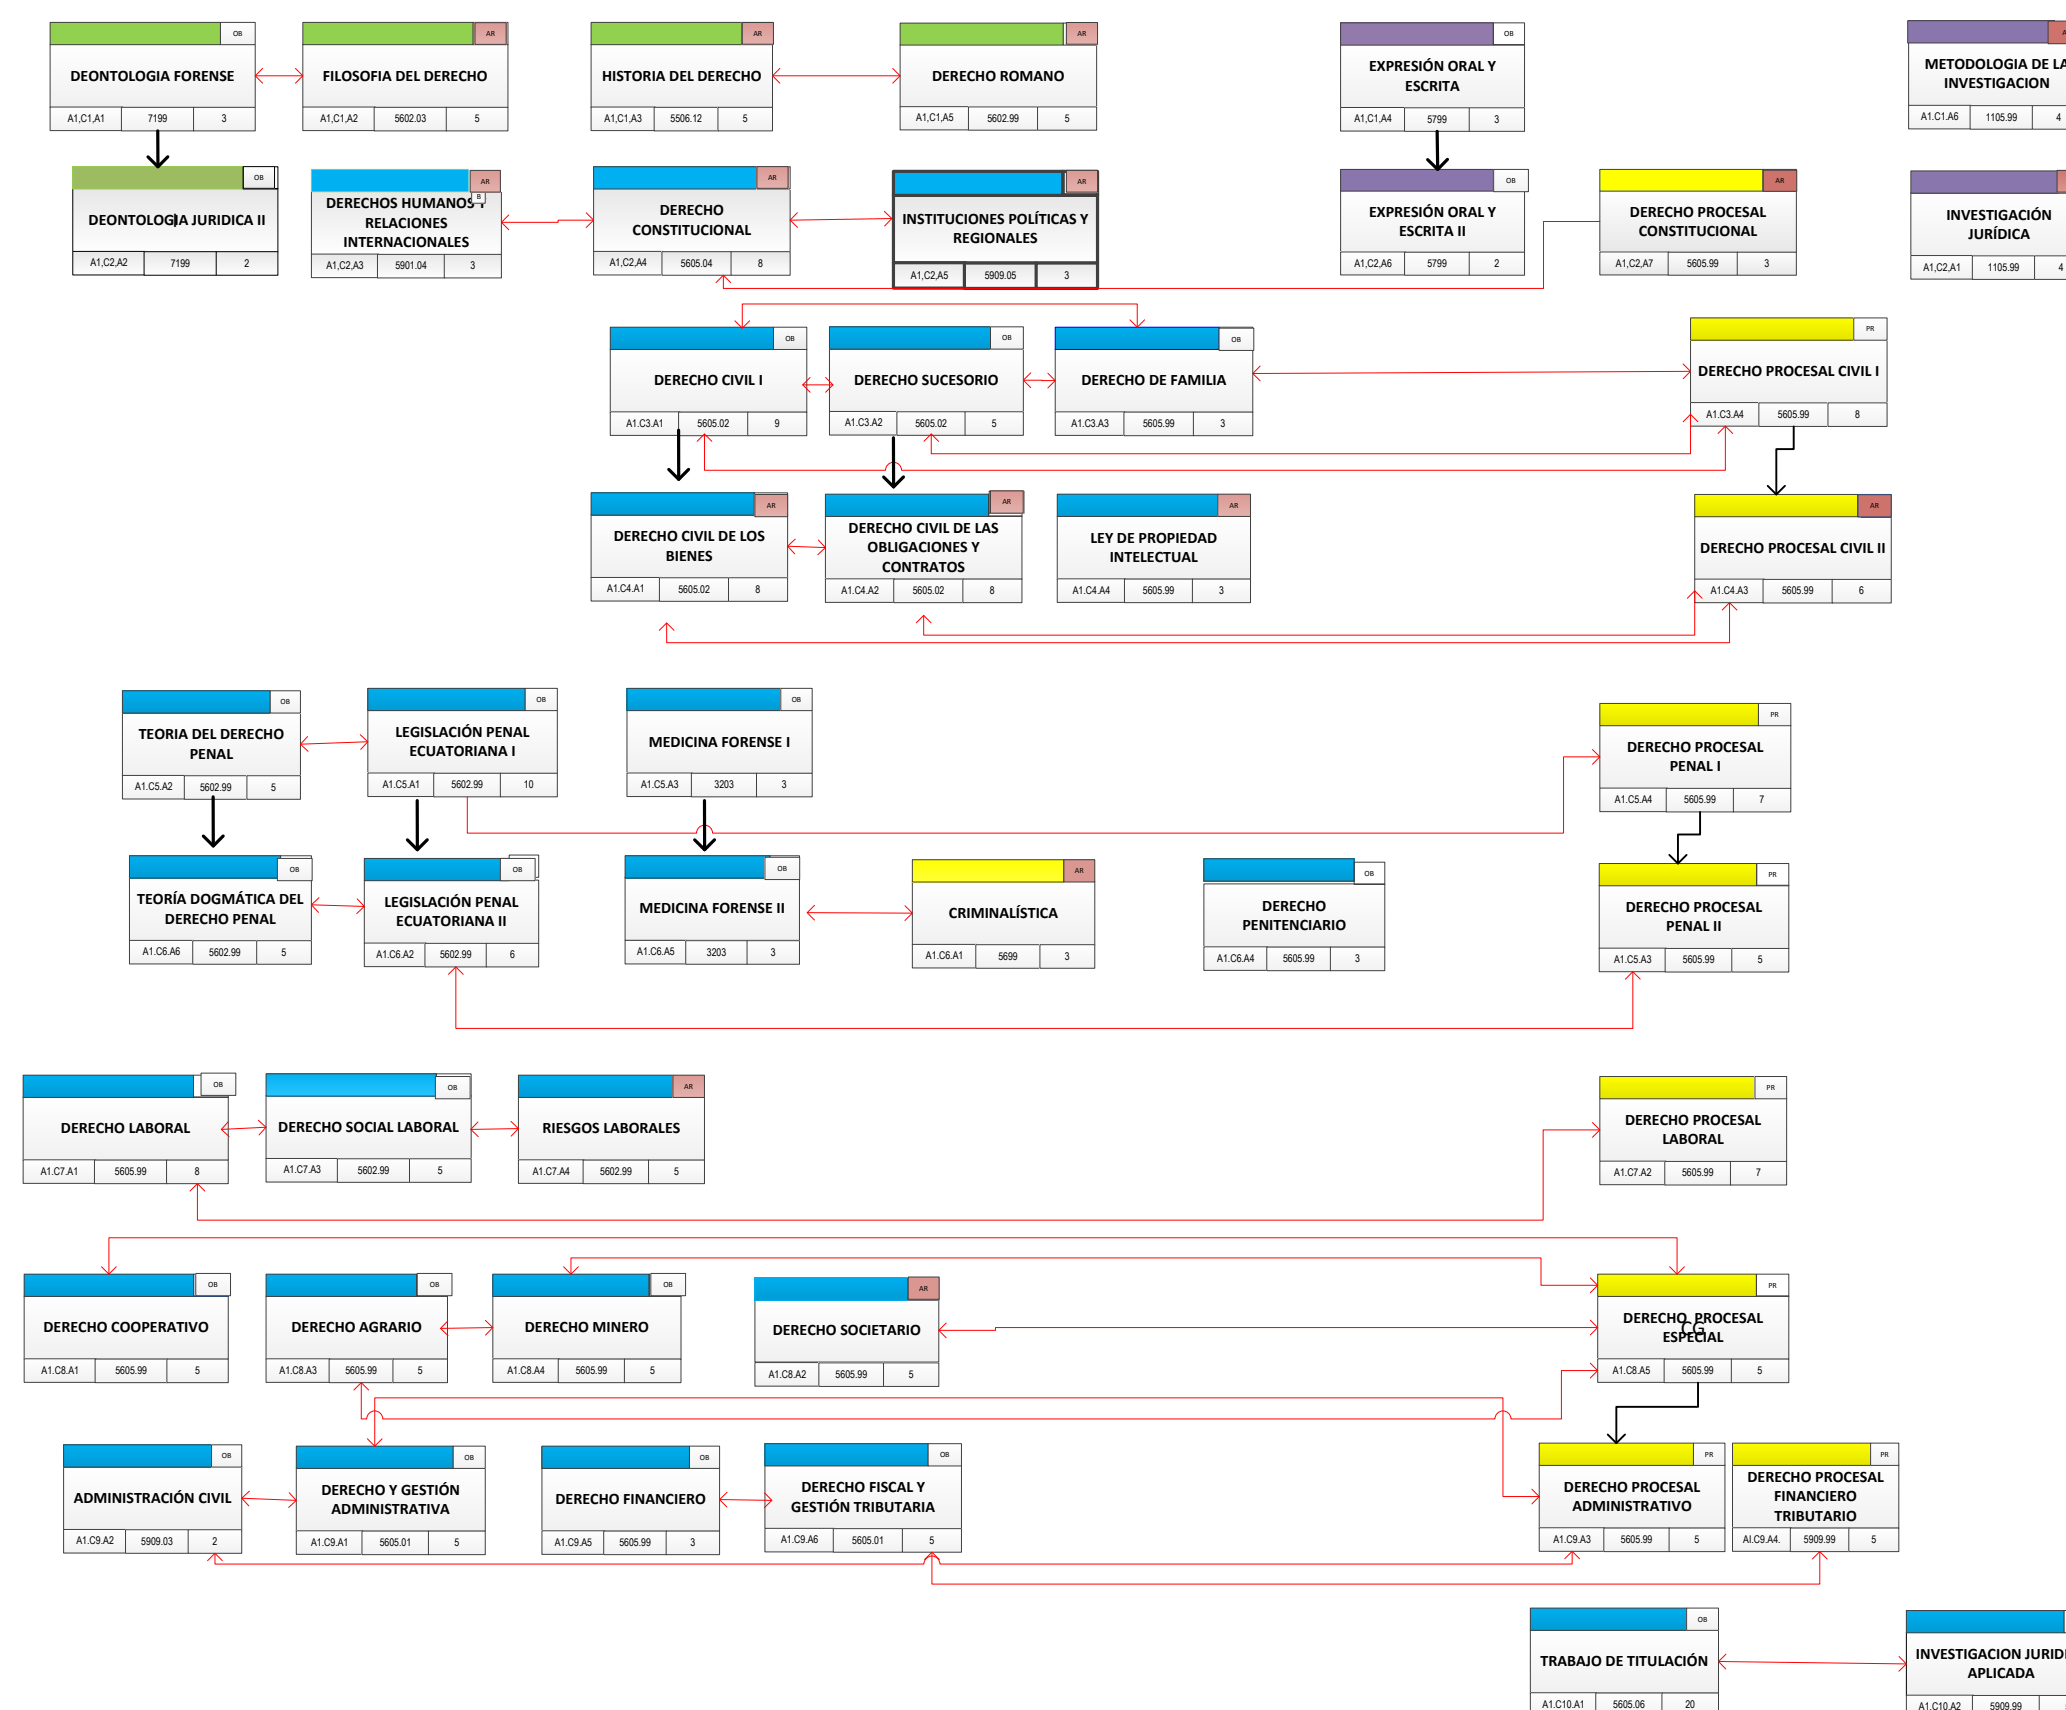 OB
DEONTOLOGIA FORENSE
A1,C1,A1 7199 3
AR
FILOSOFIA DEL DERECHO
A1,C1,A2 5602.03 5
AR
HISTORIA DEL DERECHO
A1,C1,A3 5506.12 5
AR
DERECHO ROMANO
A1,C1,A5 5602.99 5
OB
EXPRESIÓN ORAL Y
ESCRITA
A1,C1,A4 5799 3
METODOLOGIA DE LA
INVESTIGACION
A1.C1.A6 1105.99 4
OB
DEONTOLOGIA JURIDICA II
A1,C2,A2 7199 2
AR
B
DERECHOS HUMANOS Y
RELACIONES
INTERNACIONALES
A1,C2,A3 5901.04 3
AR
DERECHO
CONSTITUCIONAL
A1,C2,A4 5605.04 8
AR
INSTITUCIONES POLÍTICAS Y
REGIONALES
A1,C2,A5 5909.05 3
OB
EXPRESIÓN ORAL Y
ESCRITA II
A1,C2,A6 5799 2
AR
DERECHO PROCESAL
CONSTITUCIONAL
A1,C2,A7 5605.99 3
INVESTIGACIÓN
JURÍDICA
A1,C2,A1 1105.99 4
OB
DERECHO CIVIL I
A1.C3.A1 5605.02 9
OB
DERECHO SUCESORIO
A1.C3.A2 5605.02 5
OB
DERECHO DE FAMILIA
A1.C3.A3 5605.99 3
PR
DERECHO PROCESAL CIVIL I
A1.C3.A4 5605.99 8
AR
DERECHO CIVIL DE LOS
BIENES
A1.C4.A1 5605.02 8
AR
DERECHO CIVIL DE LAS
OBLIGACIONES Y
CONTRATOS
A1.C4.A2 5605.02 8
AR
LEY DE PROPIEDAD
INTELECTUAL
A1.C4.A4 5605.99 3
AR
DERECHO PROCESAL CIVIL II
A1.C4.A3 5605.99 6
OB
TEORIA DEL DERECHO
PENAL
A1.C5.A2 5602.99 5
OB
LEGISLACIÓN PENAL
ECUATORIANA I
A1.C5.A1 5602.99 10
OB
MEDICINA FORENSE I
A1.C5.A3 3203 3
PR
DERECHO PROCESAL
PENAL I
A1.C5.A4 5605.99 7
OB
TEORÍA DOGMÁTICA DEL
DERECHO PENAL
A1.C6.A6 5602.99 5
OB
LEGISLACIÓN PENAL
ECUATORIANA II
A1.C6.A2 5602.99 6
OB
MEDICINA FORENSE II
A1.C6.A5 3203 3
AR
CRIMINALÍSTICA
A1.C6.A1 5699 3
OB
DERECHO
PENITENCIARIO
A1.C6.A4 5605.99 3
PR
DERECHO PROCESAL
PENAL II
A1.C5.A3 5605.99 5
OB
DERECHO LABORAL
A1.C7.A1 5605.99 8
OB
DERECHO SOCIAL LABORAL
A1.C7.A3 5602.99 5
AR
RIESGOS LABORALES
A1.C7.A4 5602.99 5
PR
DERECHO PROCESAL
LABORAL
A1.C7.A2 5605.99 7
OB
DERECHO COOPERATIVO
A1.C8.A1 5605.99 5
OB
DERECHO AGRARIO
A1.C8.A3 5605.99 5
OB
DERECHO MINERO
A1.C8.A4 5605.99 5
AR
DERECHO SOCIETARIO
A1.C8.A2 5605.99 5
PR
DERECHO PROCESAL
CG
ESPECIAL
A1.C8.A5 5605.99 5
OB
ADMINISTRACIÓN CIVIL
A1.C9.A2 5909.03 2
OB
DERECHO Y GESTIÓN
ADMINISTRATIVA
A1.C9.A1 5605.01 5
OB
DERECHO FINANCIERO
A1.C9.A5 5605.99 3
OB
DERECHO FISCAL Y
GESTIÓN TRIBUTARIA
A1.C9.A6 5605.01 5
PR
DERECHO PROCESAL
ADMINISTRATIVO
A1.C9.A3 5605.99 5
PR
DERECHO PROCESAL
FINANCIERO
TRIBUTARIO
AI.C9.A4. 5909.99 5
OB
TRABAJO DE TITULACIÓN
A1.C10.A1 5605.06 20
INVESTIGACION JURIDI
APLICADA
A1.C10.A2 5909.99